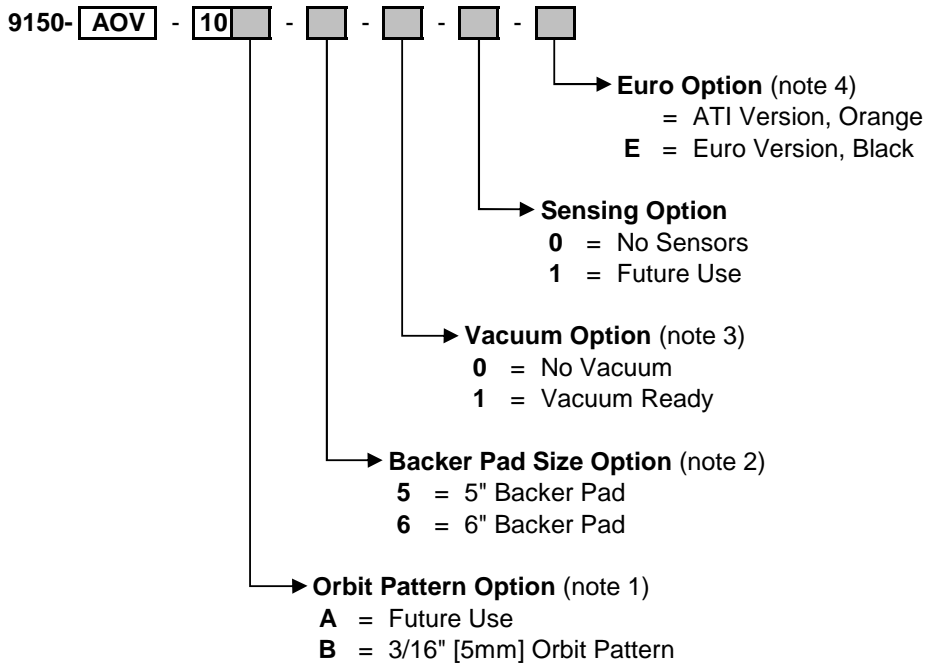 9150- AOV - 10 - - - -
Euro Option (note 4)
= ATI Version, Orange
E = Euro Version, Black
Sensing Option
0 = No Sensors
1 = Future Use
Vacuum Option (note 3)
0 = No Vacuum
1 = Vacuum Ready
Backer Pad Size Option (note 2)
5 = 5" Backer Pad
6 = 6" Backer Pad
Orbit Pattern Option (note 1)
A = Future Use
B = 3/16" [5mm] Orbit Pattern